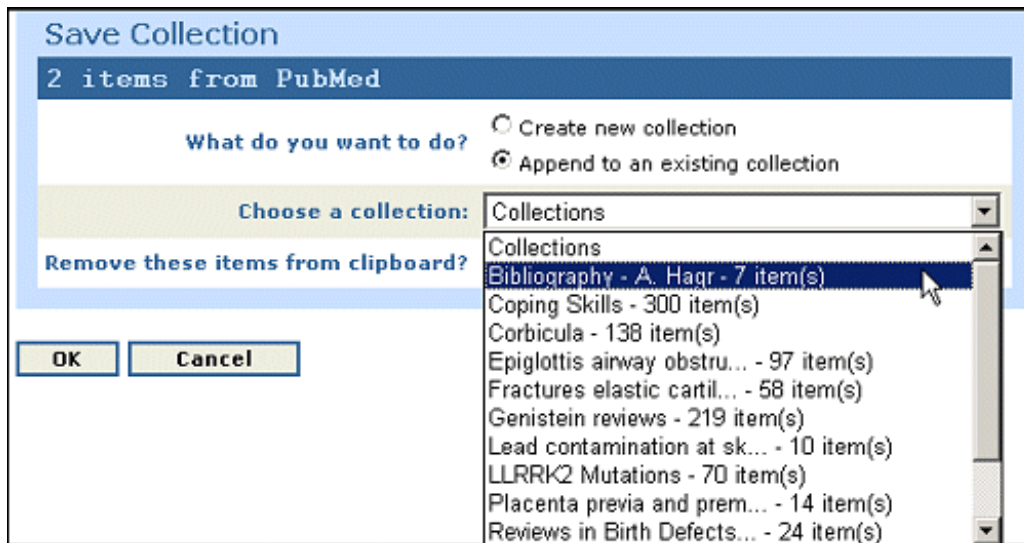 Save Collection
2 items from PubMed
What do you want to do?
Create new collection
Append to an existing collection
Choose a collection:
Collections
Collections
Remove these items from clipboard?
Bibliography - A. Haqr - 7 item(s)
Coping Skills - 300 item(s)
Corbicula - 138 item(s)
OK
Cancel
Epiglottis airway obstru... - 97 item(s)
Fractures elastic cartil... - 58 item(s)
Genistein reviews - 219 item(s)
Lead contamination at sk... - 10 item(s)
LLRRK2 Mutations - 70 item(s)
Placenta previa and prem... - 14 item(s)
Reviews in Birth Defects... - 24 item(s)